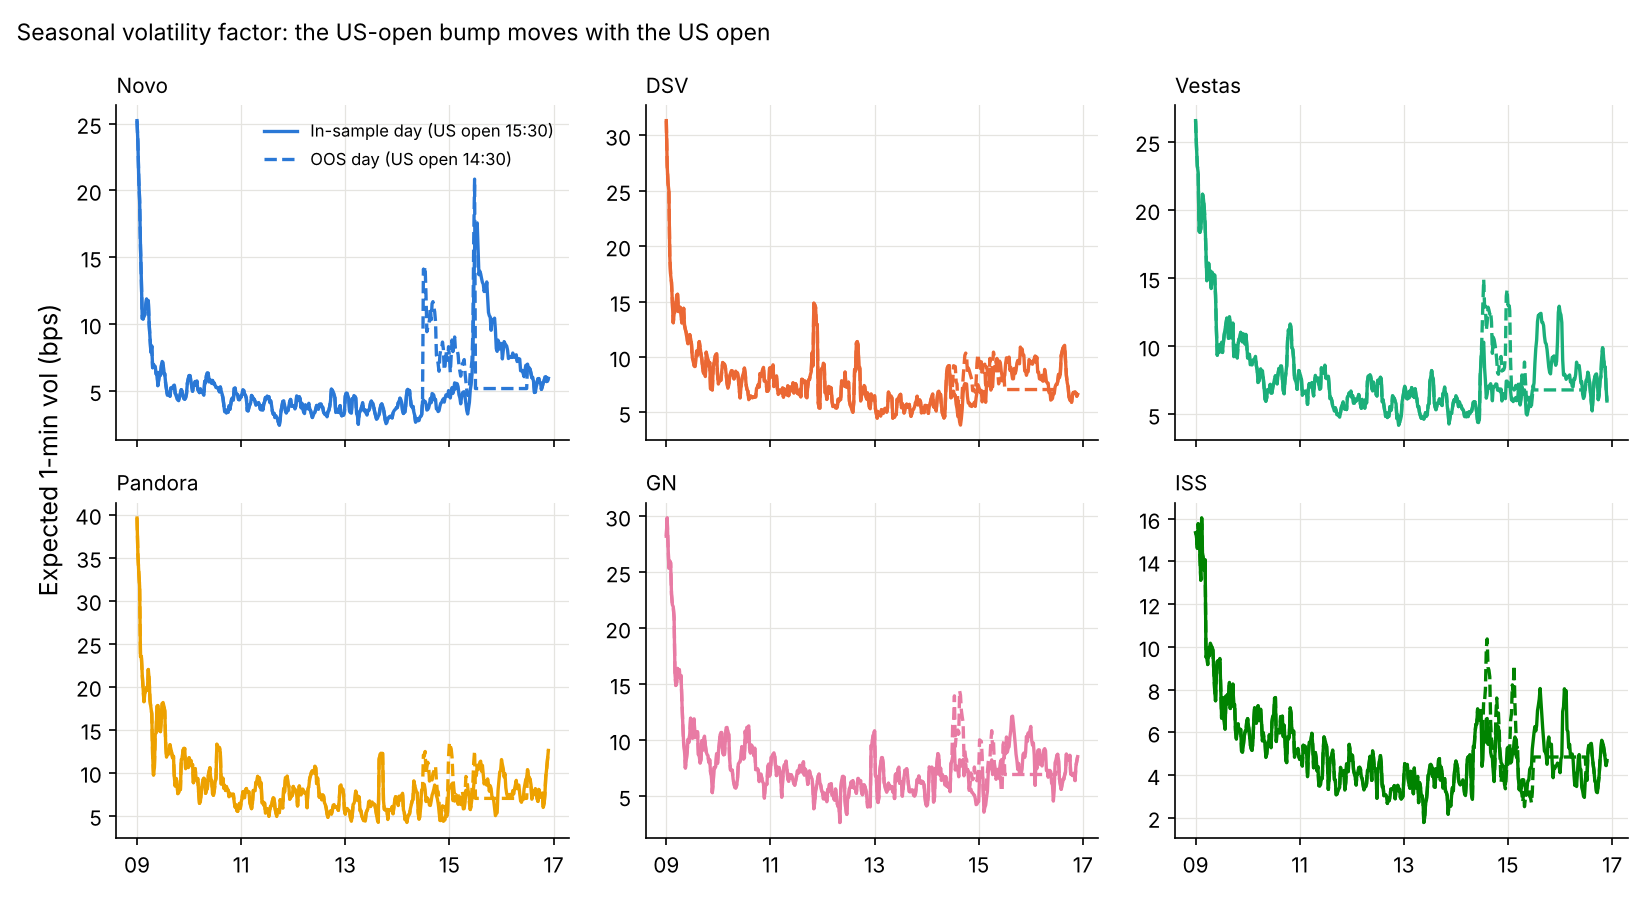 Seasonal volatility factor: the US-open bump moves with the US open
Expected 1-min vol (bps)
Novo
25
20
15
10
5
In-sample day (US open 15:30)
OOS day (US open 14:30)
DSV
30
25
20
15
10
5
Vestas
25
20
15
10
5
Pandora
40
35
30
25
20
15
10
5
09 11 13 15 17
GN
30
25
20
15
10
5
09 11 13 15 17
ISS
16
14
12
10
8
6
4
2
09 11 13 15 17